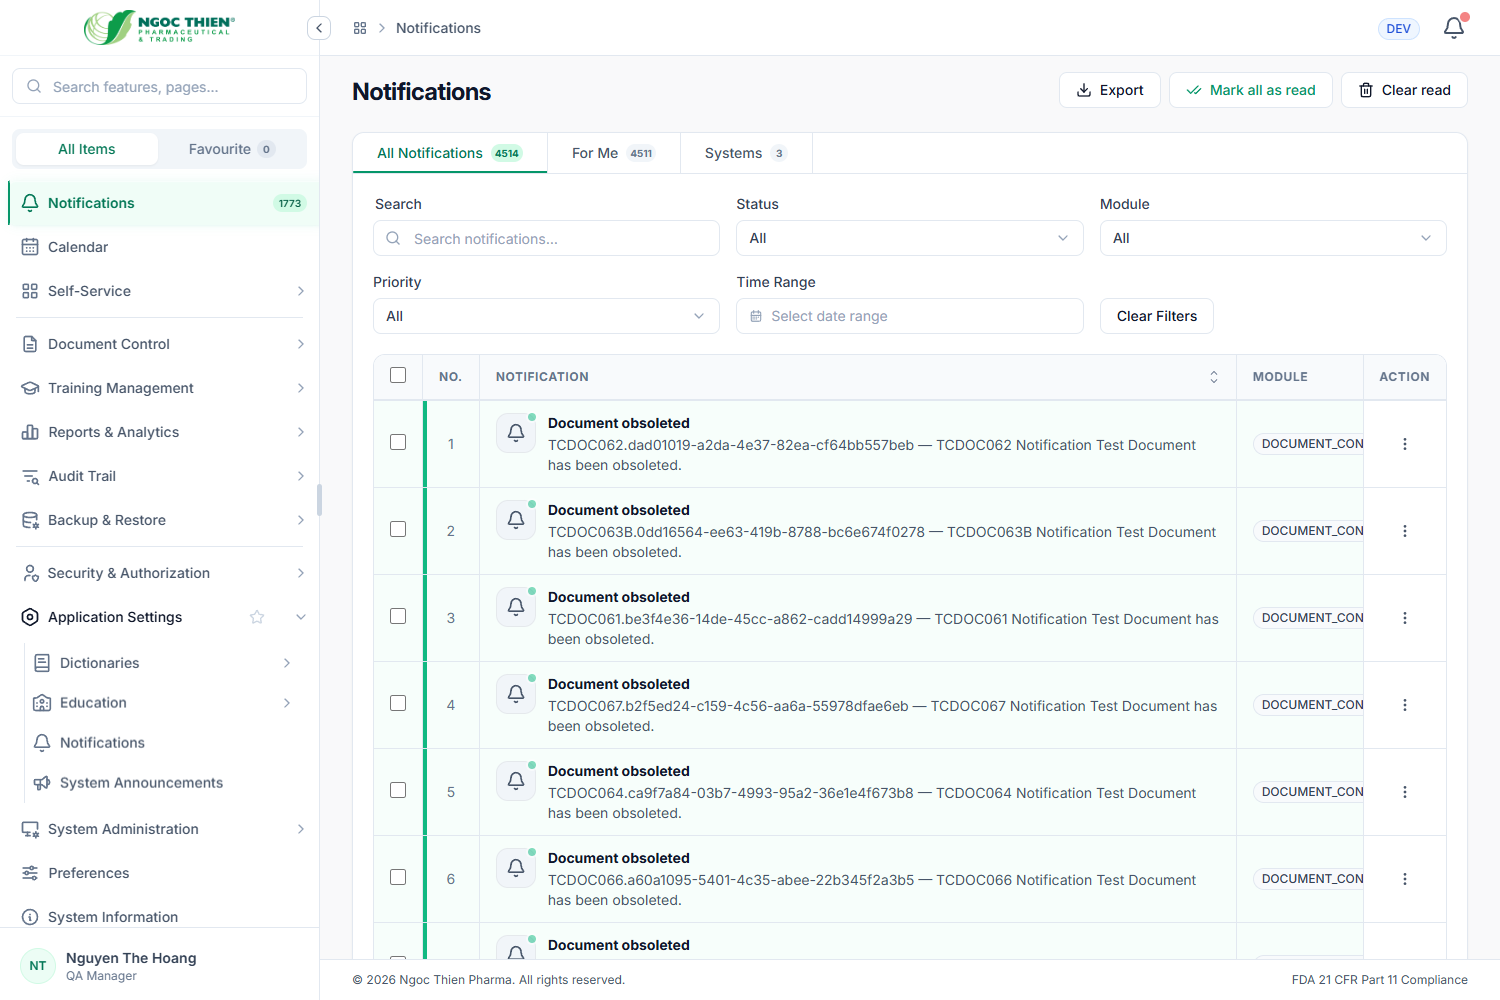 NGOC THIEN®
PHARMACEUTICAL
& TRADING
Search features, pages...
All Items
Favourite 0
Notifications 1773
Calendar
Self-Service
Document Control
Training Management
Reports & Analytics
Audit Trail
Backup & Restore
Security & Authorization
Application Settings
Dictionaries
Education
Notifications
System Announcements
System Administration
Preferences
System Information
NT
Nguyen The Hoang
QA Manager
Notifications
DEV
Notifications
Export
Mark all as read
Clear read
All Notifications 4514
For Me 4511
Systems 3
Search
Status
Module
Search notifications...
All
All
Priority
Time Range
All
Select date range
Clear Filters
NO.
NOTIFICATION
MODULE
ACTION
1
Document obsoleted
TCDOC062.dad01019-a2da-4e37-82ea-cf64bb557beb — TCDOC062 Notification Test Document
has been obsoleted.
DOCUMENT_CON
2
Document obsoleted
TCDOC063B.0dd16564-ee63-419b-8788-bc6e674f0278 — TCDOC063B Notification Test Document
has been obsoleted.
DOCUMENT_CON
3
Document obsoleted
TCDOC061.be3f4e36-14de-45cc-a862-cadd14999a29 — TCDOC061 Notification Test Document has
been obsoleted.
DOCUMENT_CON
4
Document obsoleted
TCDOC067.b2f5ed24-c159-4c56-aa6a-55978dfae6eb — TCDOC067 Notification Test Document has
been obsoleted.
DOCUMENT_CON
5
Document obsoleted
TCDOC064.ca9f7a84-03b7-4993-95a2-36e1e4f673b8 — TCDOC064 Notification Test Document
has been obsoleted.
DOCUMENT_CON
6
Document obsoleted
TCDOC066.a60a1095-5401-4c35-abee-22b345f2a3b5 — TCDOC066 Notification Test Document
has been obsoleted.
DOCUMENT_CON
Document obsoleted
© 2026 Ngoc Thien Pharma. All rights reserved.
FDA 21 CFR Part 11 Compliance